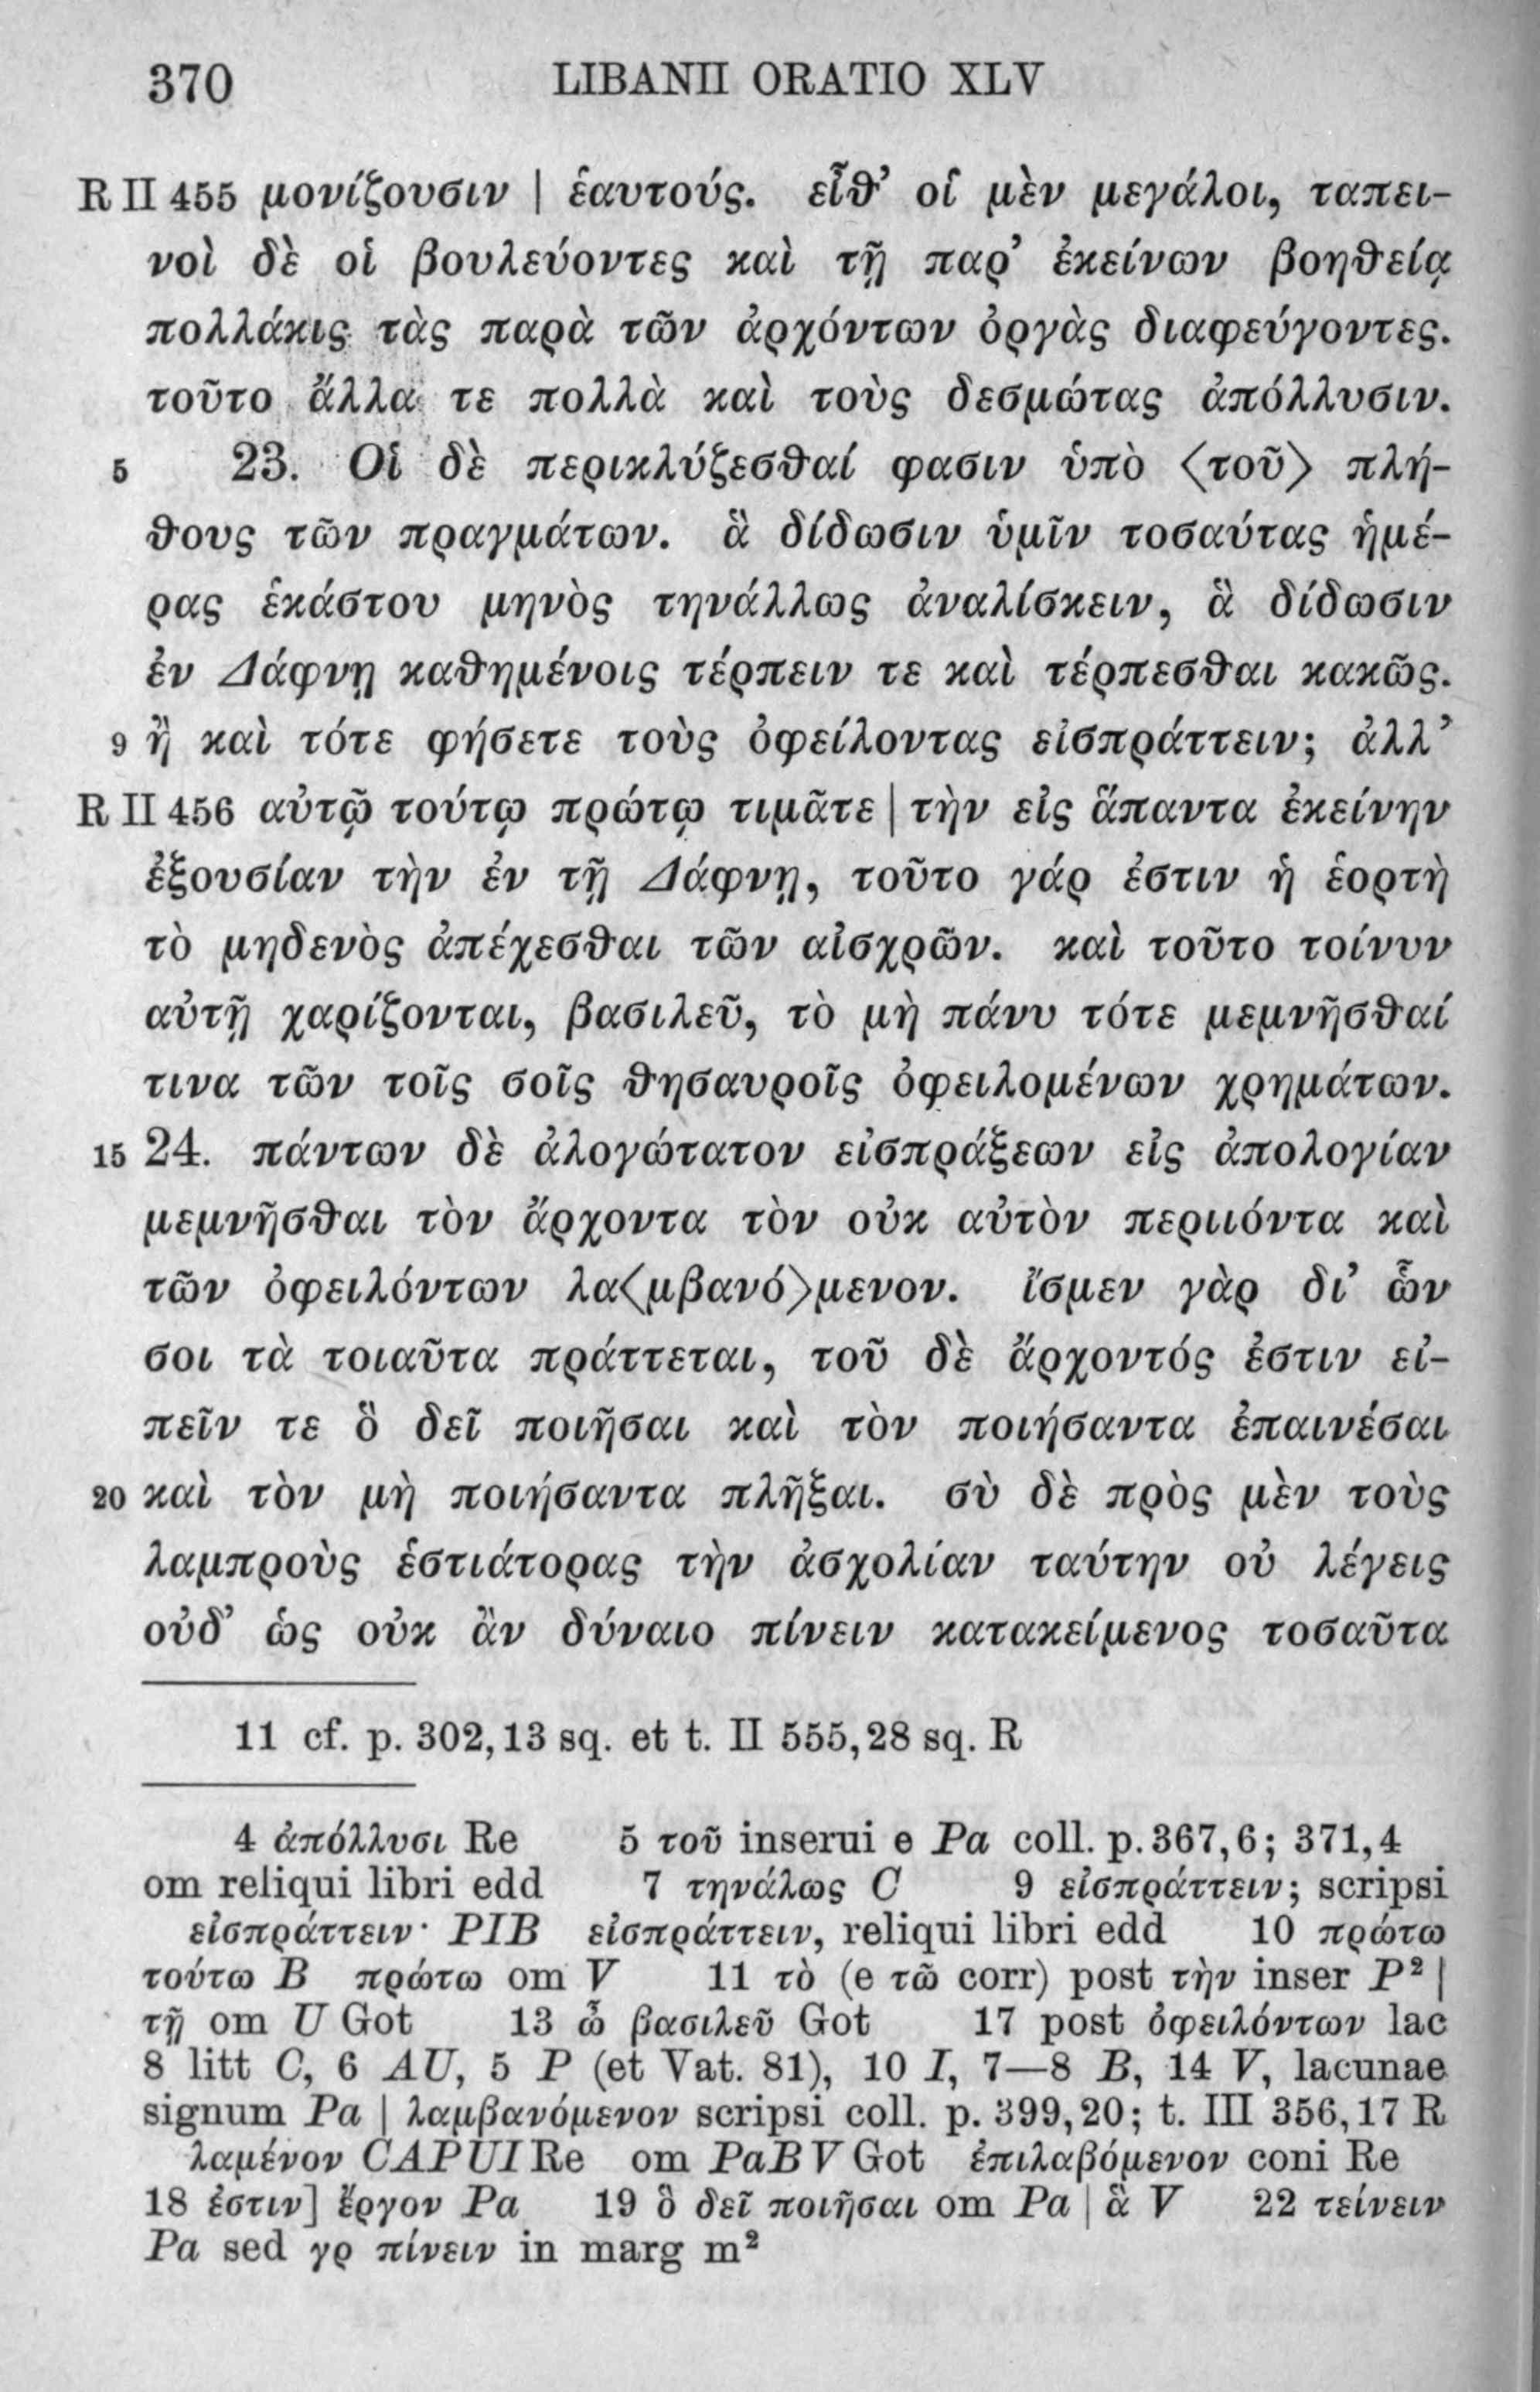 370 LIBANII ORATIO XLV
R II 455 μονίζουσιν | ἑαυτούς. εἶθ’ οἱ μὲν μεγάλοι, ταπει-
νοὶ δὲ οἱ βουλεύοντες καὶ τῇ παρ’ ἐκείνων βοηθείᾳ
πολλάκις τὰς παρὰ τῶν ἀρχόντων ὀργὰς διαφεύγοντες.
τοῦτο ἄλλα τε πολλὰ καὶ τοὺς δεσμώτας ἀπόλλυσιν.
5 23. Οἱ δὲ περικλύζεσθαί φασιν ὑπὸ <τοῦ> πλή-
θους τῶν πραγμάτων. ἃ δίδωσιν ὑμῖν τοσαύτας ἡμέ-
ρας ἑκάστου μηνὸς τηνάλλως ἀναλίσκειν, ἃ δίδωσιν
ἐν Δάφνῃ καθημένοις τέρπειν τε καὶ τέρπεσθαι κακῶς.
9 ἢ καὶ τότε φήσετε τοὺς ὀφείλοντας εἰσπράττειν; ἀλλ’
R II 456 αὐτῷ τούτῳ πρώτῳ τιμᾶτε | τὴν εἰς ἅπαντα ἐκείνην
ἐξουσίαν τὴν ἐν τῇ Δάφνῃ, τοῦτο γάρ ἐστιν ἡ ἑορτὴ
τὸ μηδενὸς ἀπέχεσθαι τῶν αἰσχρῶν. καὶ τοῦτο τοίνυν
αὐτῇ χαρίζονται, βασιλεῦ, τὸ μὴ πάνυ τότε μεμνῆσθαί
τινα τῶν τοῖς σοῖς θησαυροῖς ὀφειλομένων χρημάτων.
15 24. πάντων δὲ ἀλογώτατον εἰσπράξεων εἰς ἀπολογίαν
μεμνῆσθαι τὸν ἄρχοντα τὸν οὐκ αὐτὸν περιιόντα καὶ
τῶν ὀφειλόντων λα<μβανό>μενον. ἴσμεν γὰρ δι’ ὧν
σοι τὰ τοιαῦτα πράττεται, τοῦ δὲ ἄρχοντός ἐστιν εἰ-
πεῖν τε ὃ δεῖ ποιῆσαι καὶ τὸν ποιήσαντα ἐπαινέσαι
20 καὶ τὸν μὴ ποιήσαντα πλῆξαι. σὺ δὲ πρὸς μὲν τοὺς
λαμπροὺς ἑστιάτορας τὴν ἀσχολίαν ταύτην οὐ λέγεις
οὐδ’ ὡς οὐκ ἂν δύναιο πίνειν κατακείμενος τοσαῦτα
11 cf. p. 302,13 sq. et t. II 555,28 sq. R
4 ἀπόλλυσι Re 5 τοῦ inserui e Pa coll. p. 367,6; 371,4
om reliqui libri edd 7 τηνάλως C 9 εἰσπράττειν; scripsi
εἰσπράττειν· PIB εἰσπράττειν, reliqui libri edd 10 πρώτω
τούτω B πρώτω om V 11 τὸ (e τῶ corr) post τὴν inser P² |
τῇ om U Got 13 ὦ βασιλεῦ Got 17 post ὀφειλόντων lac
8 litt C, 6 AU, 5 P (et Vat. 81), 10 I, 7—8 B, 14 V, lacunae
signum Pa | λαμβανόμενον scripsi coll. p. 399,20; t. III 356,17 R
λαμένον CAPUI Re om PaBV Got ἐπιλαβόμενον coni Re
18 ἐστιν] ἔργον Pa 19 ὃ δεῖ ποιῆσαι om Pa | ἃ V 22 τείνειν
Pa sed γρ πίνειν in marg m²